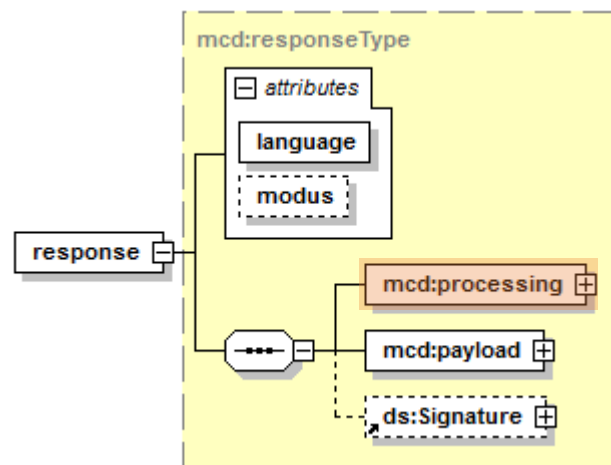 mcd:responseType
attributes
language
modus
response
mcd:processing
mcd:payload
ds:Signature